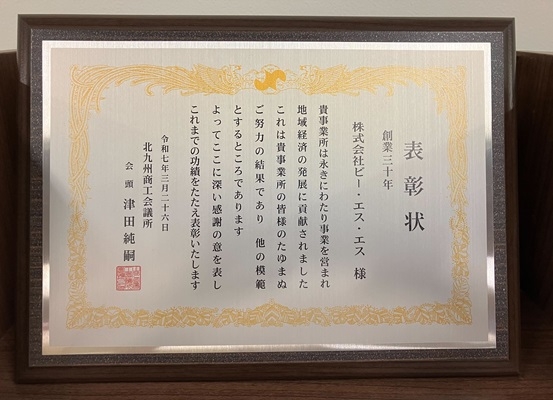 表彰状
創業三十年
株式会社ビー・エス・エス 様
貴事業所は永きにわたり事業を営まれ
地域経済の発展に貢献されました
これは貴事業所の皆様のたゆまぬ
ご努力の結果であり 他の模範
とするところであります
よってここに深い感謝の意を表し
これまでの功績をたたえ表彰いたします
令和七年三月二十六日
北九州商工会議所
会頭 津田純嗣